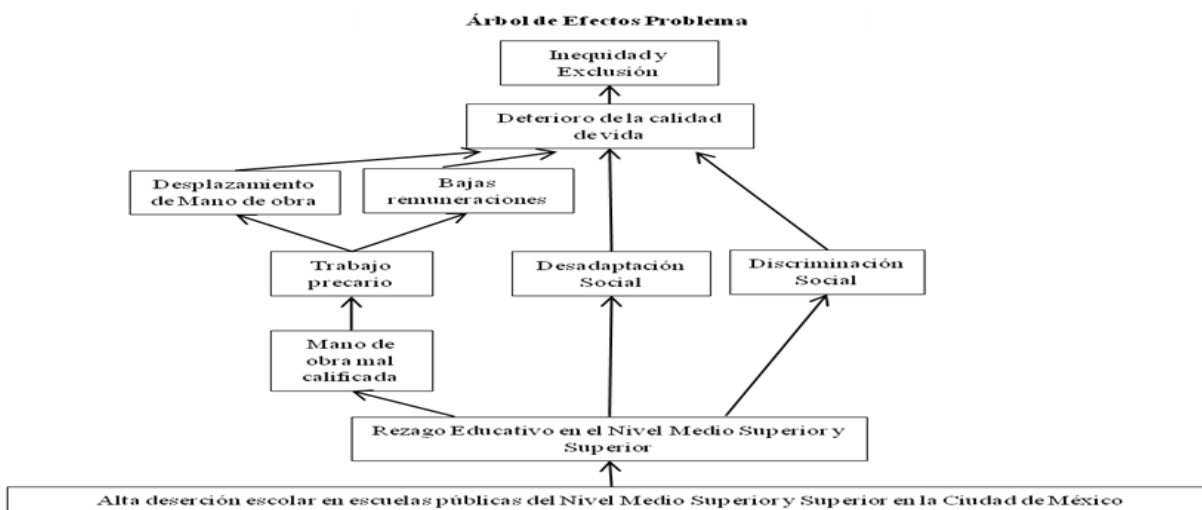 Árbol de Efectos Problema
Inequidad y
Exclusión
Deterioro de la calidad
de vida
Desplazamiento
de Mano de obra
Bajas
remuneraciones
Trabajo
precario
Desadaptación
Social
Discriminación
Social
Mano de
obra mal
calificada
Rezago Educativo en el Nivel Medio Superior y
Superior
Alta deserción escolar en escuelas públicas del Nivel Medio Superior y Superior en la Ciudad de México